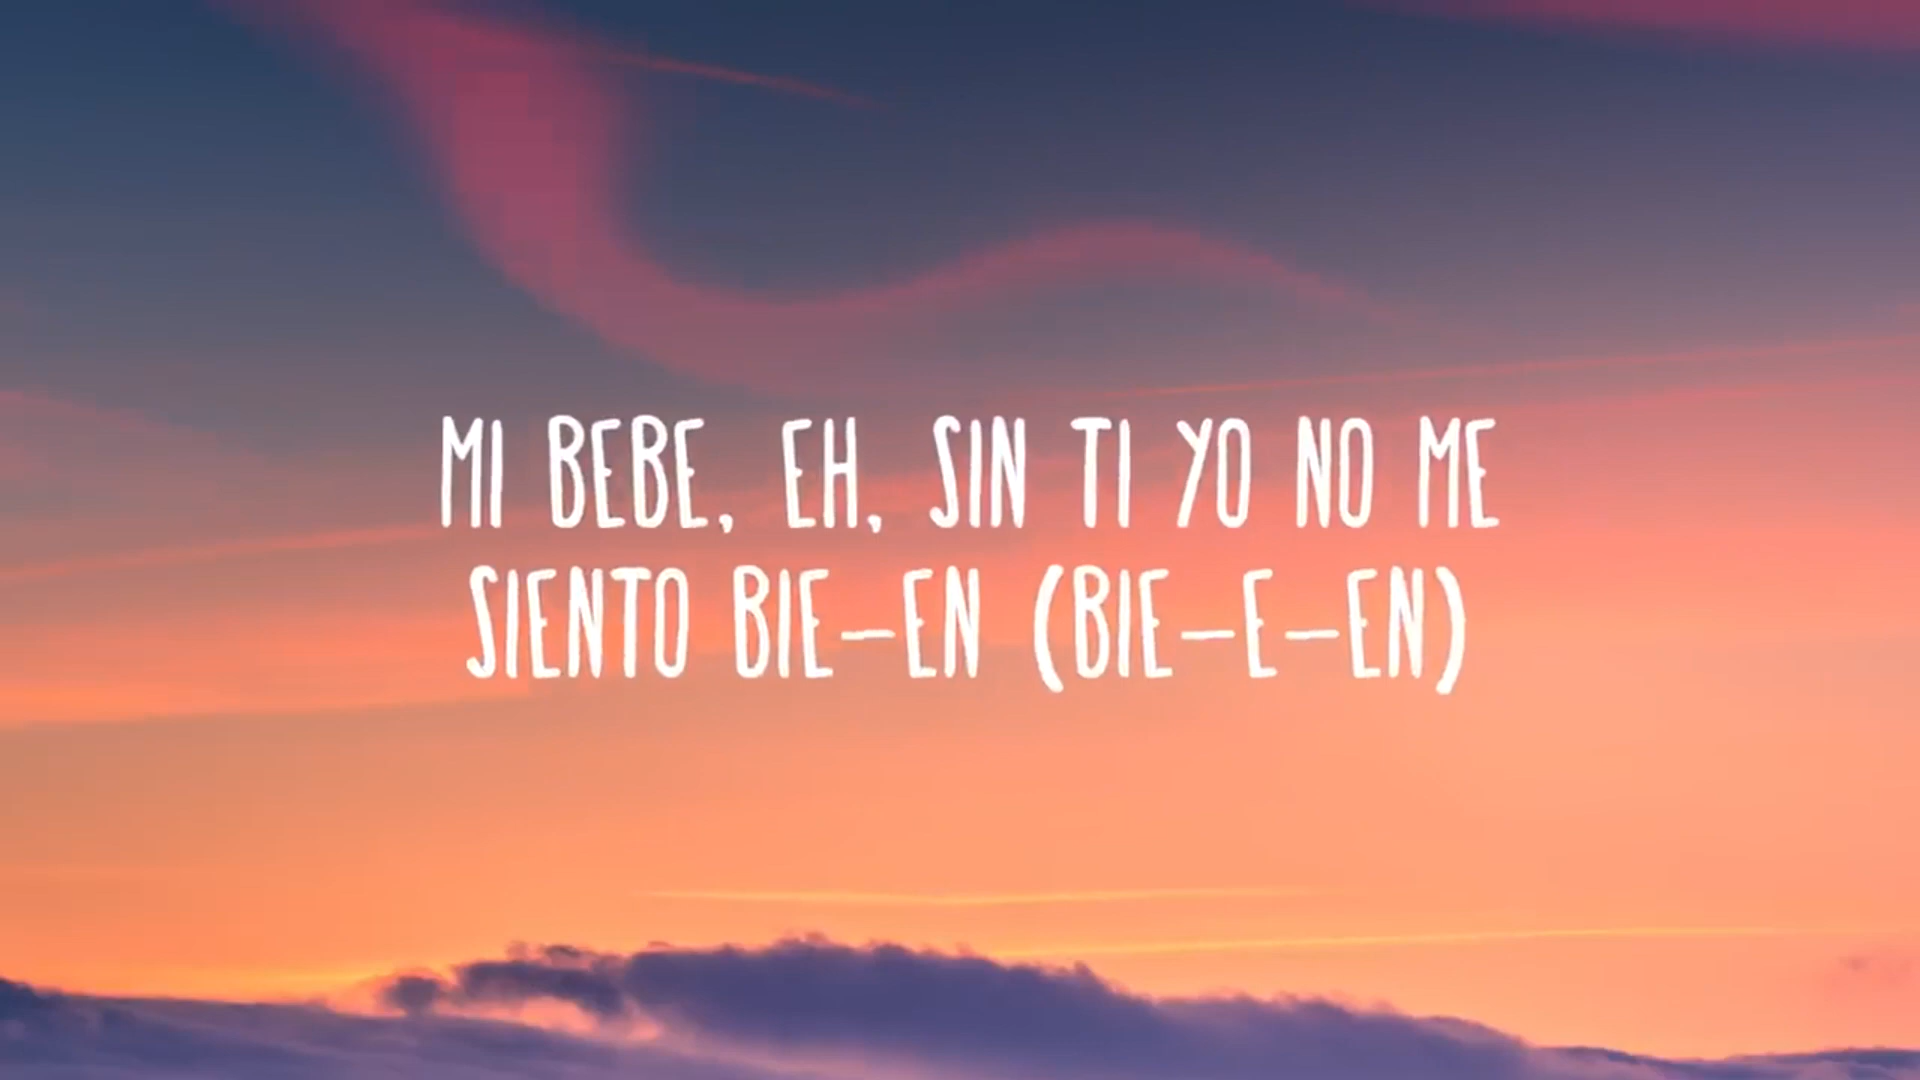 MI BEBE, EH, SIN TI YO NO ME
SIENTO BIE–EN (BIE–E–EN)